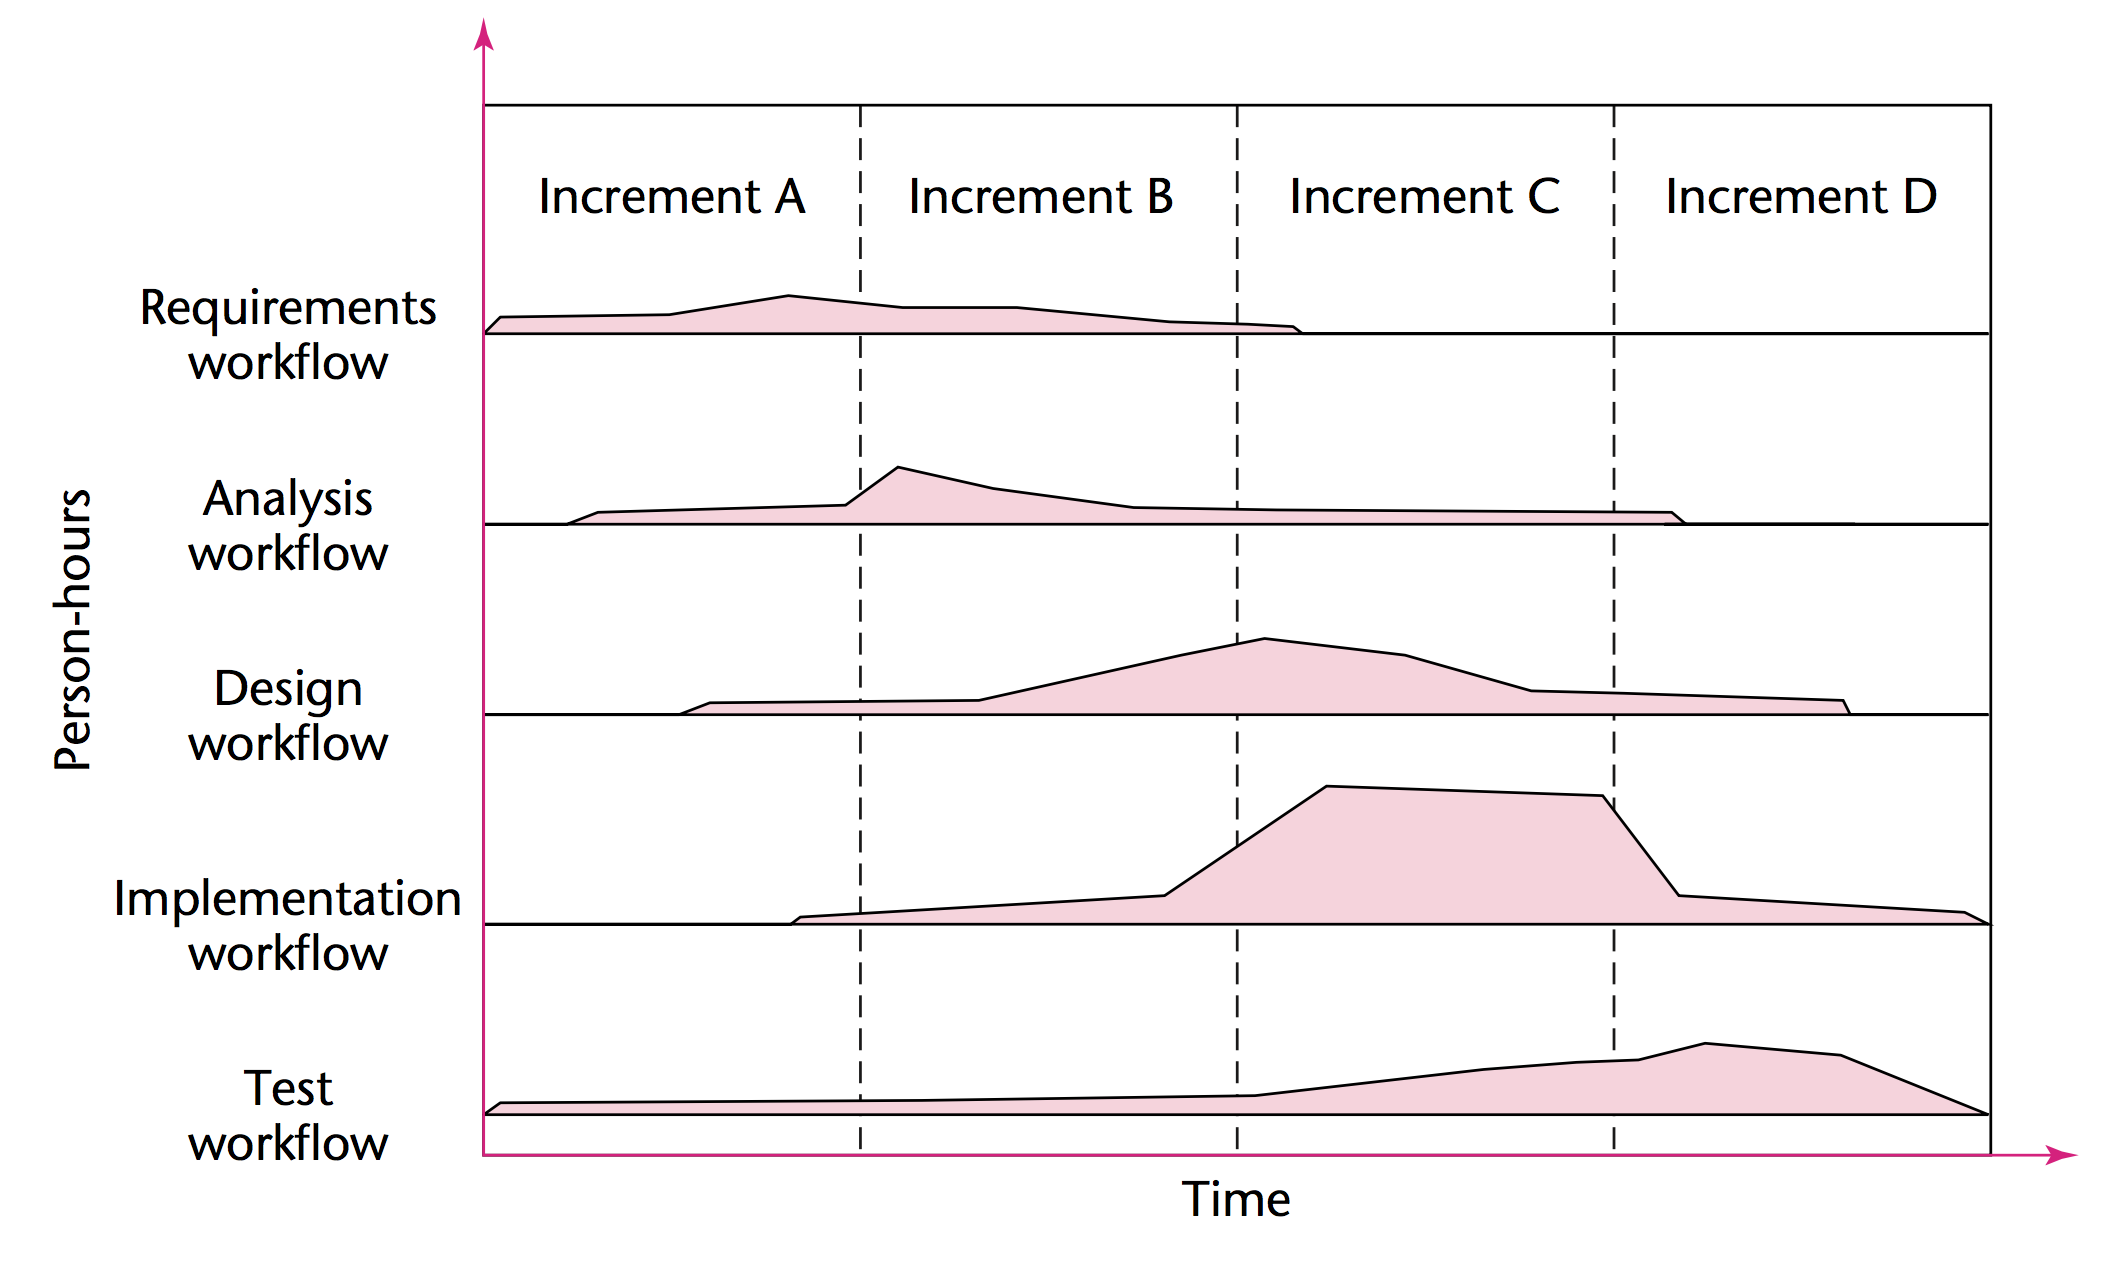 Increment A
Increment B
Increment C
Increment D
Requirements
workflow
Analysis
workflow
Person-hours
Design
workflow
Implementation
workflow
Test
workflow
Time